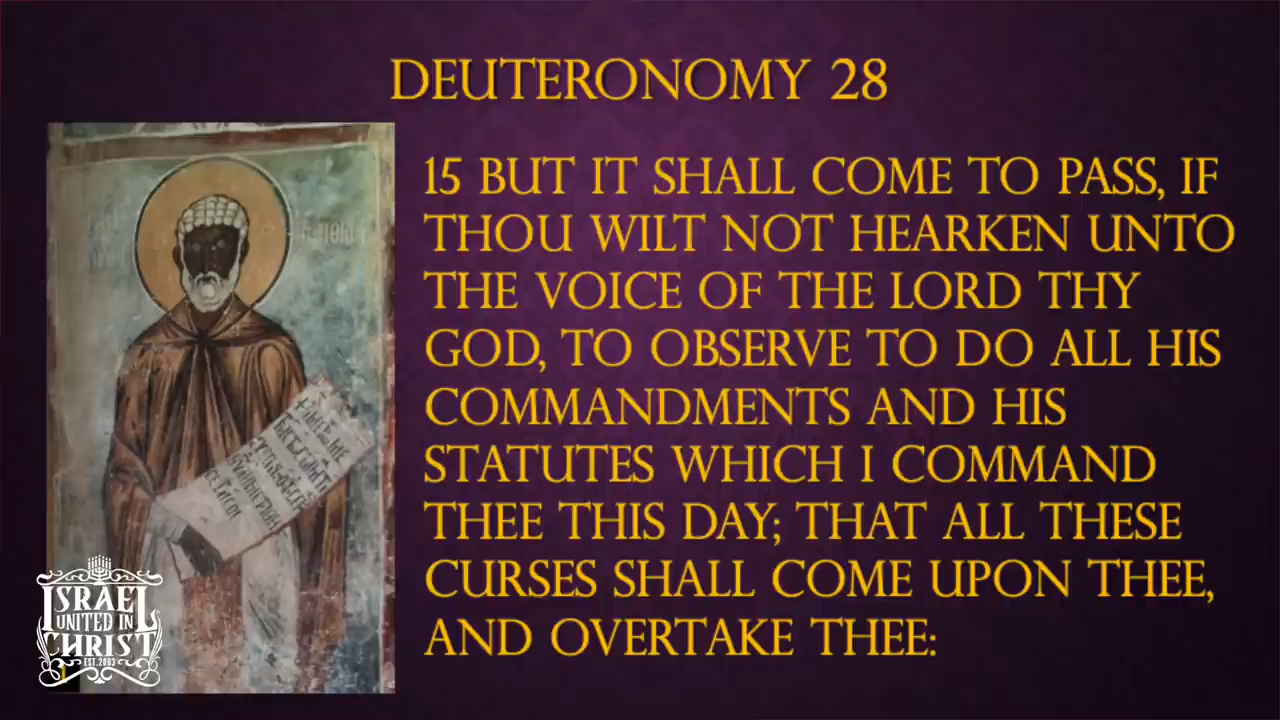 DEUTERONOMY 28
15 BUT IT SHALL COME TO PASS, IF
THOU WILT NOT HEARKEN UNTO
THE VOICE OF THE LORD THY
GOD, TO OBSERVE TO DO ALL HIS
COMMANDMENTS AND HIS
STATUTES WHICH I COMMAND
THEE THIS DAY; THAT ALL THESE
CURSES SHALL COME UPON THEE,
AND OVERTAKE THEE:
ISRAEL
UNITED IN
CHRIST
EST.2003